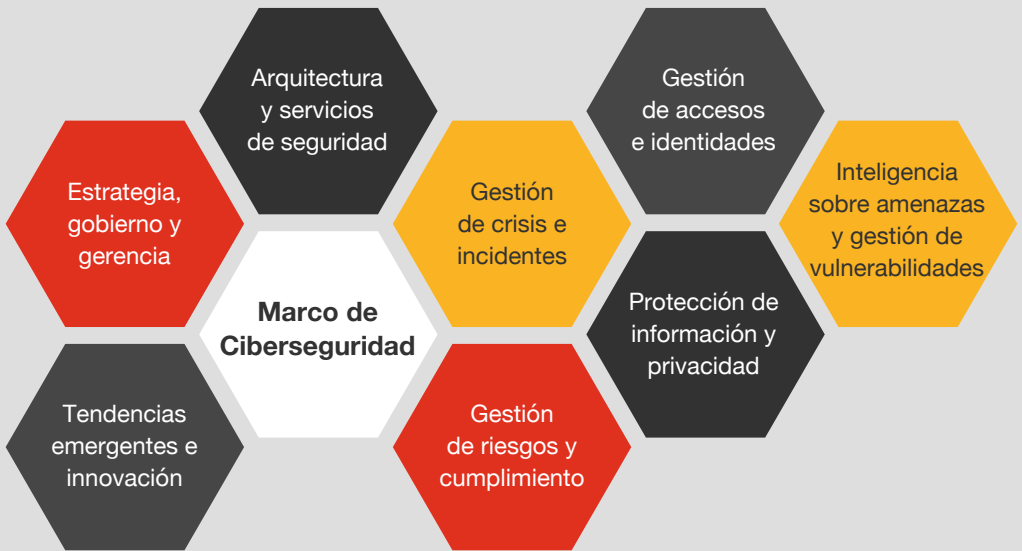 Arquitectura
y servicios
de seguridad
Gestión
de accesos
e identidades
Estrategia,
gobierno y
gerencia
Gestión
de crisis e
incidentes
Inteligencia
sobre amenazas
y gestión de
vulnerabilidades
Marco de
Ciberseguridad
Protección de
información y
privacidad
Tendencias
emergentes e
innovación
Gestión
de riesgos y
cumplimiento